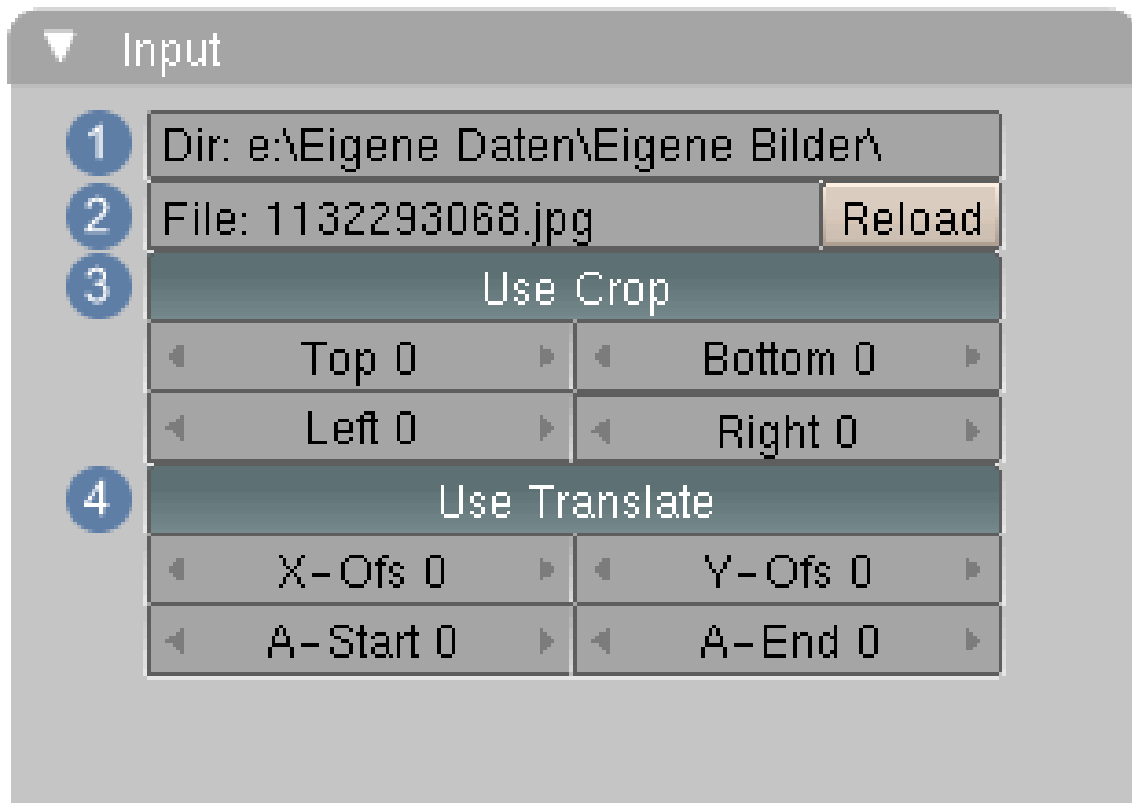 Input
1 Dir: e:\Eigene Daten\Eigene Bilder\
2 File: 1132293068.jpg Reload
3 Use Crop
Top 0 Bottom 0
Left 0 Right 0
4 Use Translate
X-Ofs 0 Y-Ofs 0
A-Start 0 A-End 0